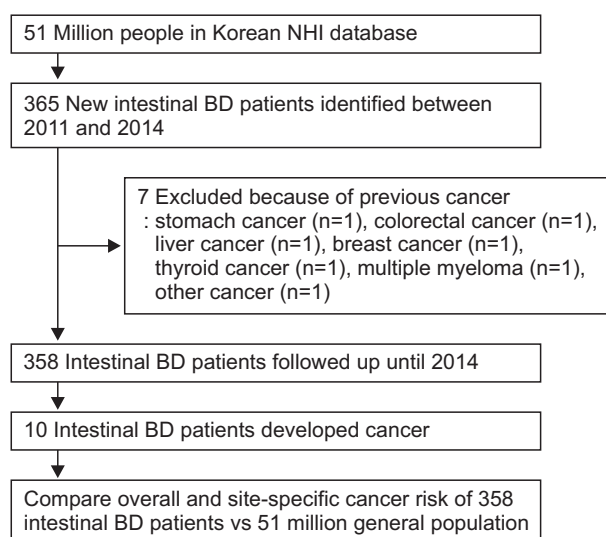 51 Million people in Korean NHI database
365 New intestinal BD patients identified between
2011 and 2014
7 Excluded because of previous cancer
: stomach cancer (n=1), colorectal cancer (n=1),
liver cancer (n=1), breast cancer (n=1),
thyroid cancer (n=1), multiple myeloma (n=1),
other cancer (n=1)
358 Intestinal BD patients followed up until 2014
10 Intestinal BD patients developed cancer
Compare overall and site-specific cancer risk of 358
intestinal BD patients vs 51 million general population